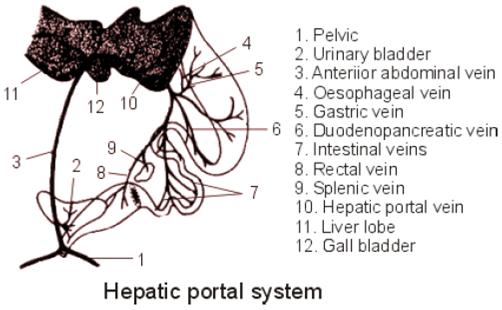 4
5
11
12
10
6
9
3
8
2
7
1
1. Pelvic
2. Urinary bladder
3. Anteriior abdominal vein
4. Oesophageal vein
5. Gastric vein
6. Duodenopancreatic vein
7. Intestinal veins
8. Rectal vein
9. Splenic vein
10. Hepatic portal vein
11. Liver lobe
12. Gall bladder
Hepatic portal system